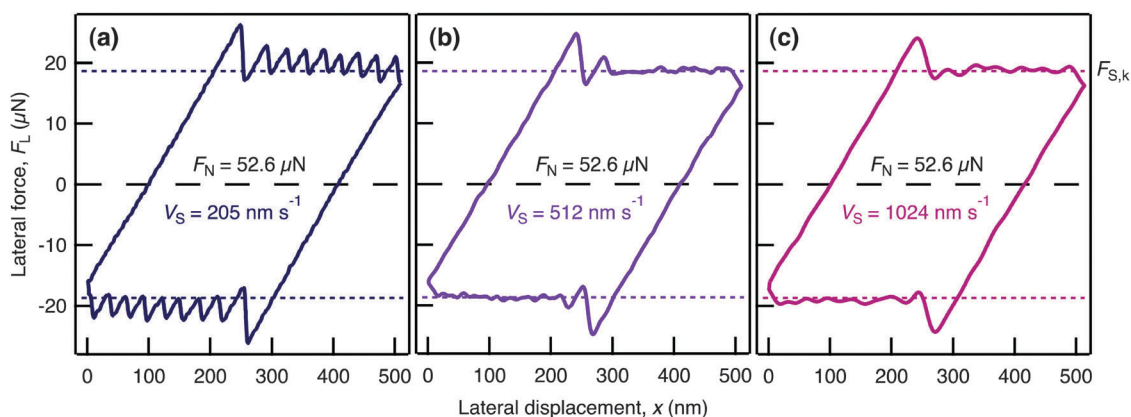 (a)
(b)
(c)
20
10
0
-10
-20
Lateral force, F_L (µN)
F_N = 52.6 µN
V_S = 205 nm s⁻¹
F_N = 52.6 µN
V_S = 512 nm s⁻¹
F_N = 52.6 µN
V_S = 1024 nm s⁻¹
F_S,k
0 100 200 300 400 500
0 100 200 300 400 500
0 100 200 300 400 500
Lateral displacement, x (nm)